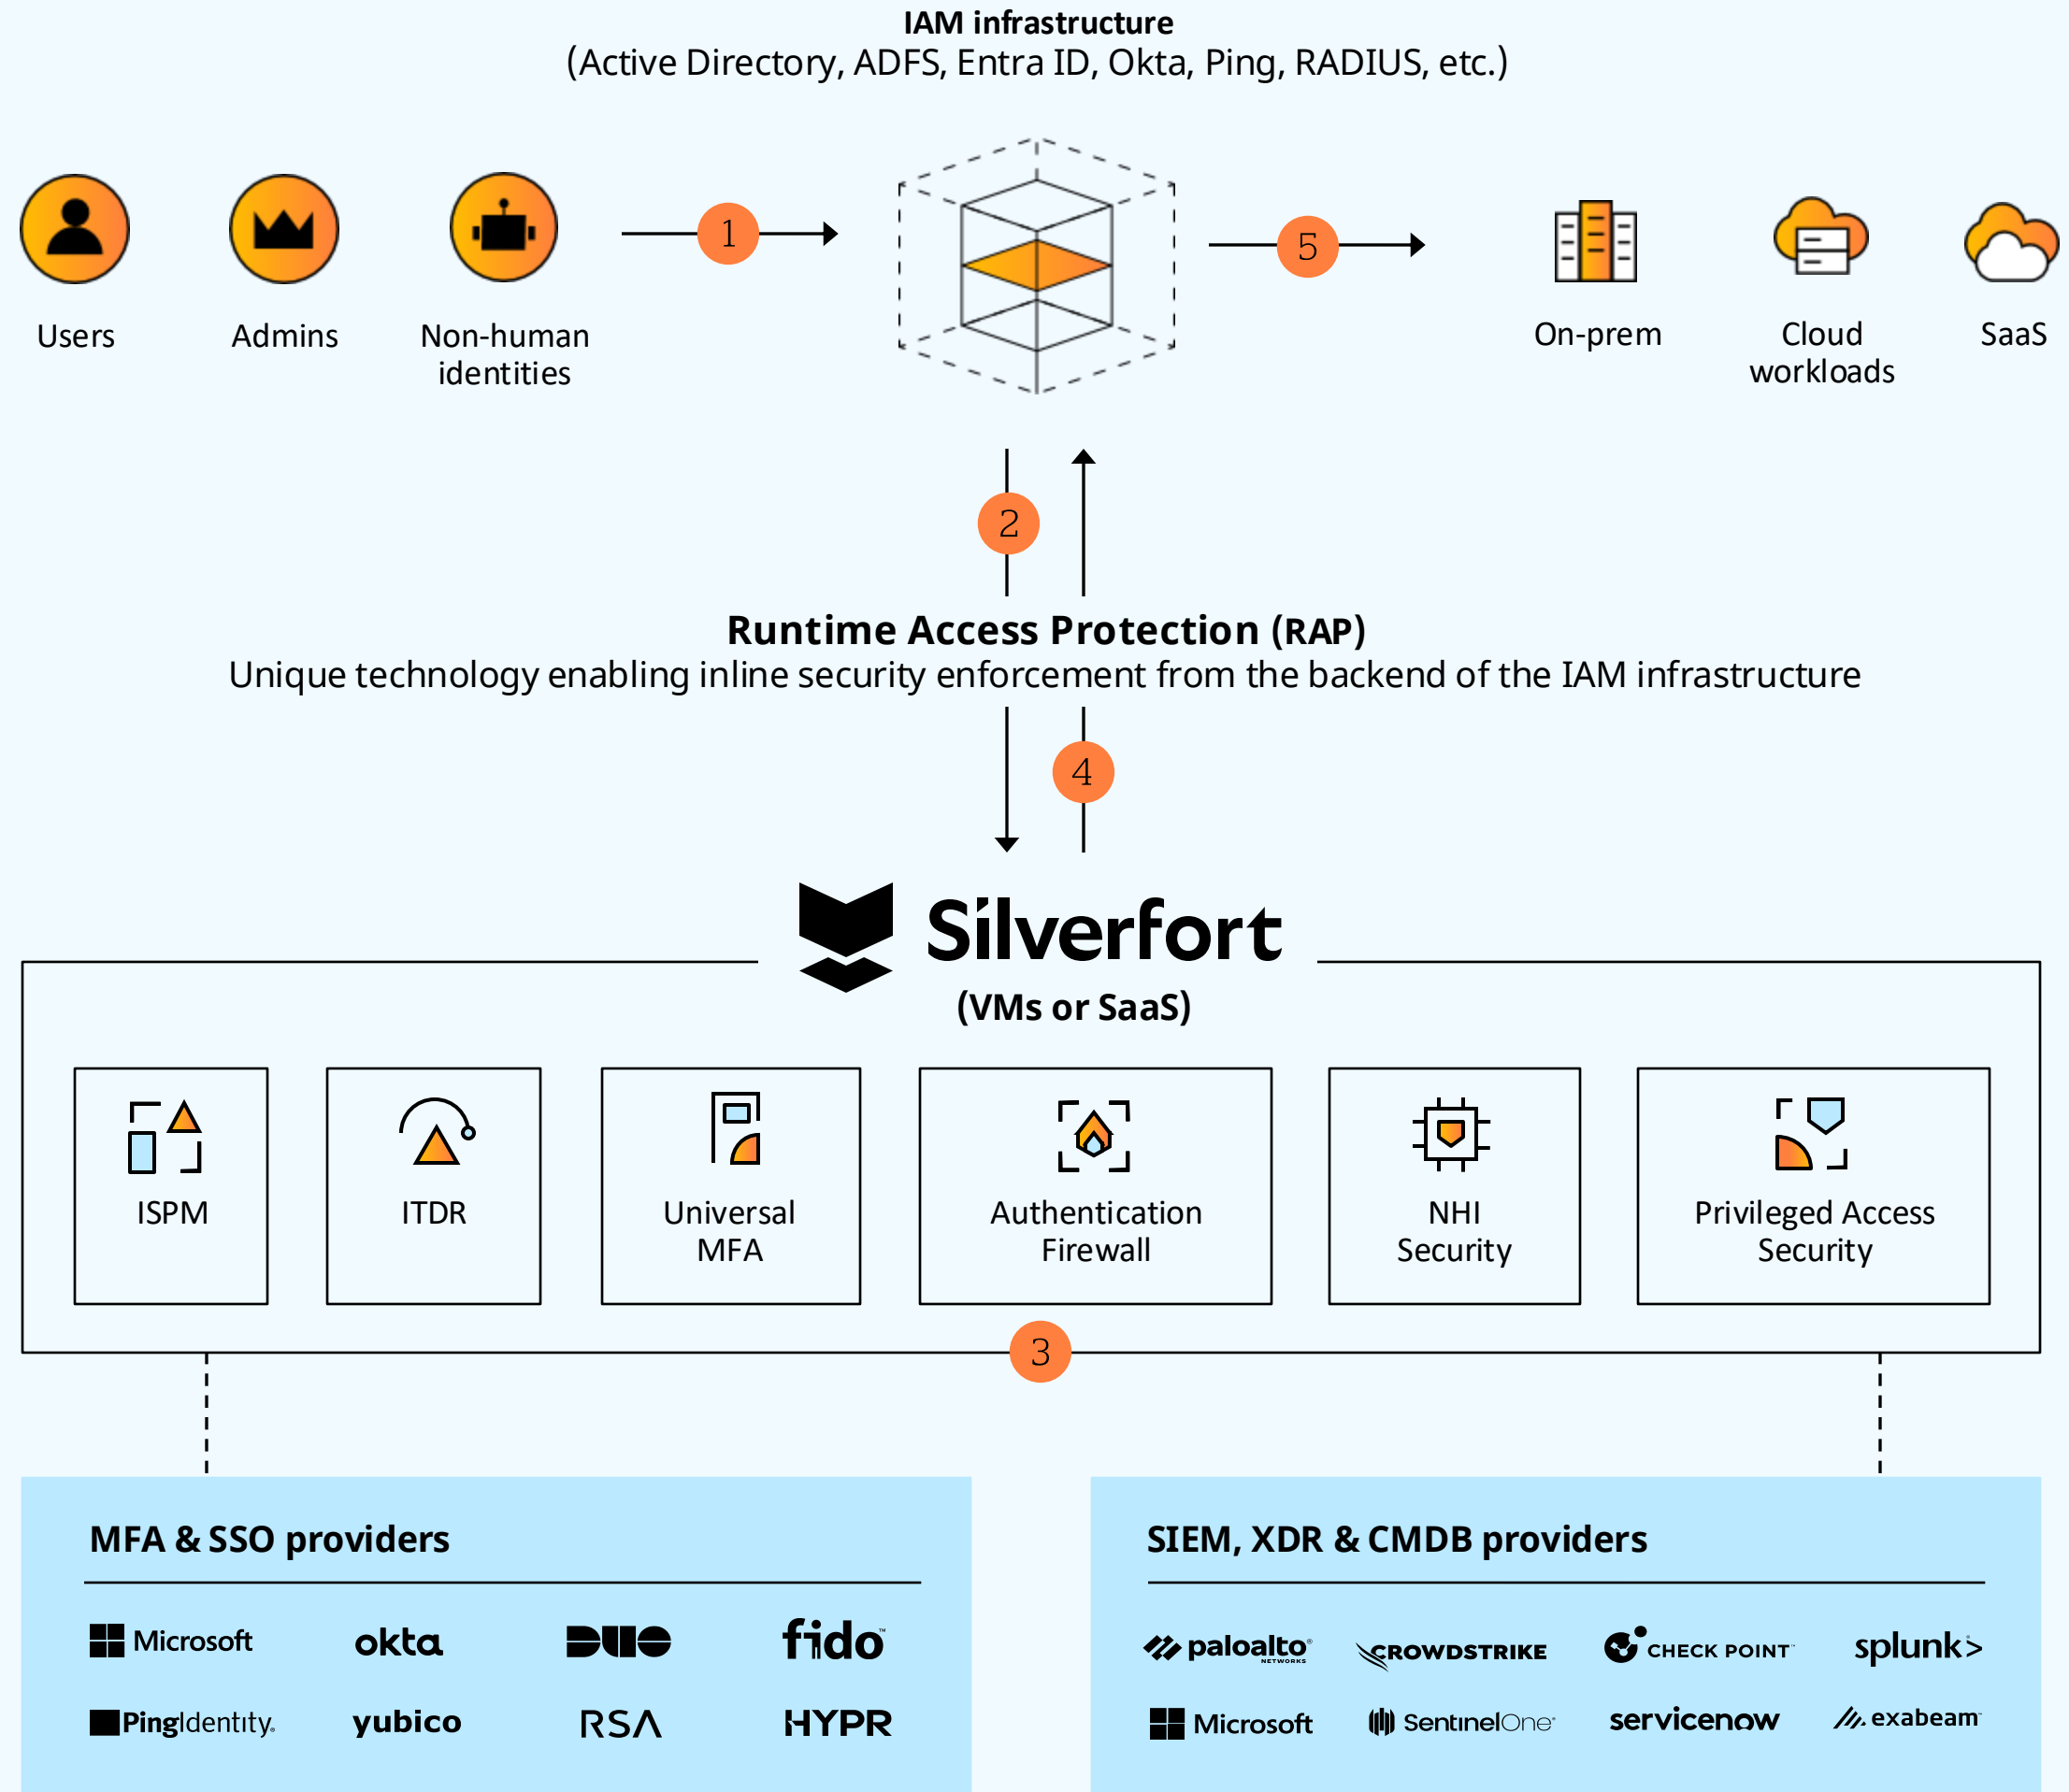 IAM infrastructure
(Active Directory, ADFS, Entra ID, Okta, Ping, RADIUS, etc.)
1
5
Users
Admins
Non-human
identities
On-prem
Cloud
workloads
SaaS
2
Runtime Access Protection (RAP)
Unique technology enabling inline security enforcement from the backend of the IAM infrastructure
4
Silverfort
(VMs or SaaS)
ISPM
ITDR
Universal
MFA
Authentication
Firewall
NHI
Security
Privileged Access
Security
3
MFA & SSO providers
Microsoft
okta
DUO
fido™
PingIdentity®
yubico
RSA
HYPR
SIEM, XDR & CMDB providers
paloalto®
NETWORKS
CROWDSTRIKE
CHECK POINT™
splunk>
Microsoft
SentinelOne®
servicenow
exabeam™